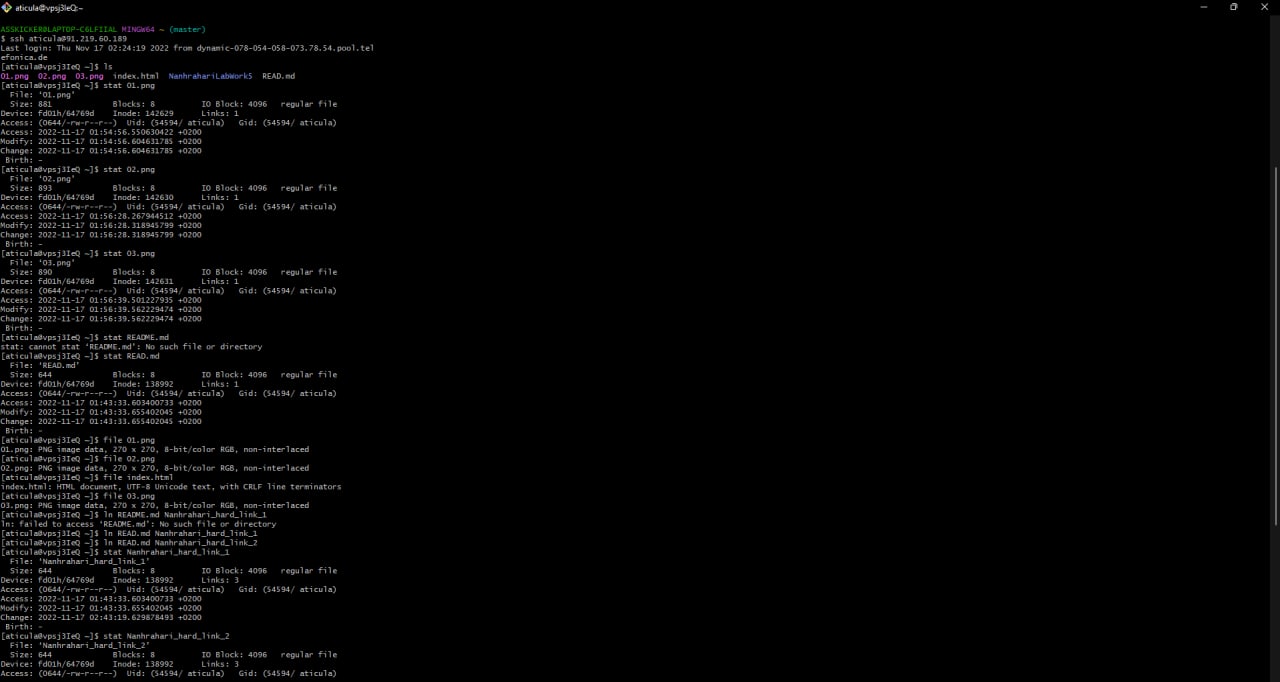 aticula@vpsj3IeQ:~
ASSKICKER@LAPTOP-C6LFIIAL MINGW64 ~ (master)
$ ssh aticula@91.219.60.189
Last login: Thu Nov 17 02:24:19 2022 from dynamic-078-054-058-073.78.54.pool.tel
efonica.de
[aticula@vpsj3IeQ ~]$ ls
01.png  02.png  03.png  index.html  NanhrahariLabWork5  READ.md
[aticula@vpsj3IeQ ~]$ stat 01.png
  File: '01.png'
  Size: 881             Blocks: 8          IO Block: 4096   regular file
Device: fd01h/64769d    Inode: 142629      Links: 1
Access: (0644/-rw-r--r--)  Uid: (54594/ aticula)   Gid: (54594/ aticula)
Access: 2022-11-17 01:54:56.550630422 +0200
Modify: 2022-11-17 01:54:56.604631785 +0200
Change: 2022-11-17 01:54:56.604631785 +0200
 Birth: -
[aticula@vpsj3IeQ ~]$ stat 02.png
  File: '02.png'
  Size: 893             Blocks: 8          IO Block: 4096   regular file
Device: fd01h/64769d    Inode: 142630      Links: 1
Access: (0644/-rw-r--r--)  Uid: (54594/ aticula)   Gid: (54594/ aticula)
Access: 2022-11-17 01:56:28.267944512 +0200
Modify: 2022-11-17 01:56:28.318945799 +0200
Change: 2022-11-17 01:56:28.318945799 +0200
 Birth: -
[aticula@vpsj3IeQ ~]$ stat 03.png
  File: '03.png'
  Size: 890             Blocks: 8          IO Block: 4096   regular file
Device: fd01h/64769d    Inode: 142631      Links: 1
Access: (0644/-rw-r--r--)  Uid: (54594/ aticula)   Gid: (54594/ aticula)
Access: 2022-11-17 01:56:39.501227935 +0200
Modify: 2022-11-17 01:56:39.562229474 +0200
Change: 2022-11-17 01:56:39.562229474 +0200
 Birth: -
[aticula@vpsj3IeQ ~]$ stat README.md
stat: cannot stat ‘README.md’: No such file or directory
[aticula@vpsj3IeQ ~]$ stat READ.md
  File: ‘READ.md’
  Size: 644             Blocks: 8          IO Block: 4096   regular file
Device: fd01h/64769d    Inode: 138992      Links: 1
Access: (0644/-rw-r--r--)  Uid: (54594/ aticula)   Gid: (54594/ aticula)
Access: 2022-11-17 01:43:33.603400733 +0200
Modify: 2022-11-17 01:43:33.655402045 +0200
Change: 2022-11-17 01:43:33.655402045 +0200
 Birth: -
[aticula@vpsj3IeQ ~]$ file 01.png
01.png: PNG image data, 270 x 270, 8-bit/color RGB, non-interlaced
[aticula@vpsj3IeQ ~]$ file 02.png
02.png: PNG image data, 270 x 270, 8-bit/color RGB, non-interlaced
[aticula@vpsj3IeQ ~]$ file index.html
index.html: HTML document, UTF-8 Unicode text, with CRLF line terminators
[aticula@vpsj3IeQ ~]$ file 03.png
03.png: PNG image data, 270 x 270, 8-bit/color RGB, non-interlaced
[aticula@vpsj3IeQ ~]$ ln README.md Nanhrahari_hard_link_1
ln: failed to access ‘README.md’: No such file or directory
[aticula@vpsj3IeQ ~]$ ln READ.md Nanhrahari_hard_link_1
[aticula@vpsj3IeQ ~]$ ln READ.md Nanhrahari_hard_link_2
[aticula@vpsj3IeQ ~]$ stat Nanhrahari_hard_link_1
  File: ‘Nanhrahari_hard_link_1’
  Size: 644             Blocks: 8          IO Block: 4096   regular file
Device: fd01h/64769d    Inode: 138992      Links: 3
Access: (0644/-rw-r--r--)  Uid: (54594/ aticula)   Gid: (54594/ aticula)
Access: 2022-11-17 01:43:33.603400733 +0200
Modify: 2022-11-17 01:43:33.655402045 +0200
Change: 2022-11-17 02:43:19.629878493 +0200
 Birth: -
[aticula@vpsj3IeQ ~]$ stat Nanhrahari_hard_link_2
  File: ‘Nanhrahari_hard_link_2’
  Size: 644             Blocks: 8          IO Block: 4096   regular file
Device: fd01h/64769d    Inode: 138992      Links: 3
Access: (0644/-rw-r--r--)  Uid: (54594/ aticula)   Gid: (54594/ aticula)